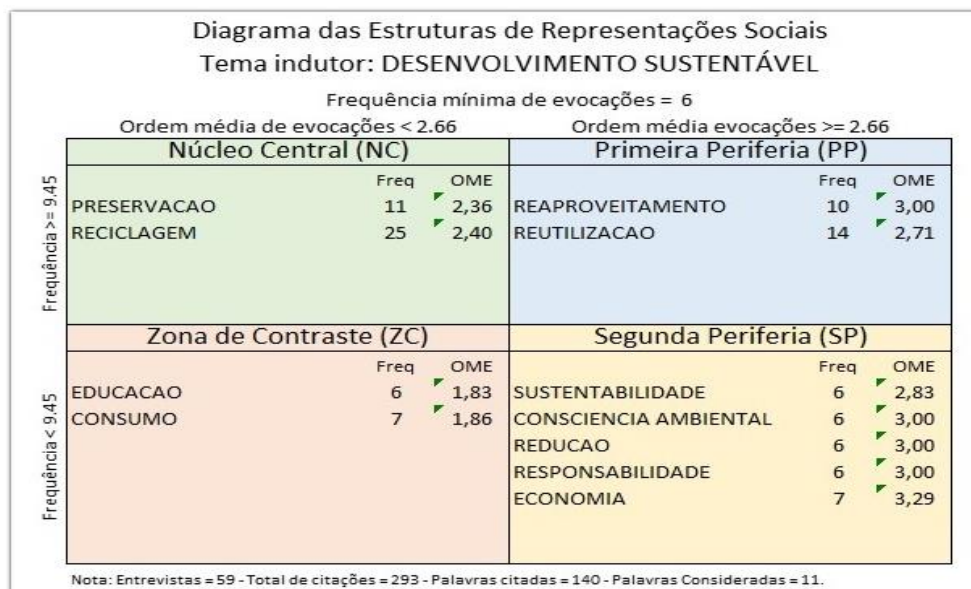 Diagrama das Estruturas de Representações Sociais
Tema indutor: DESENVOLVIMENTO SUSTENTÁVEL
Frequência mínima de evocações = 6
Ordem média de evocações < 2.66 Ordem média evocações >= 2.66
Frequência >= 9.45
Núcleo Central (NC)
Freq OME
PRESERVACAO 11 2,36
RECICLAGEM 25 2,40
Primeira Periferia (PP)
Freq OME
REAPROVEITAMENTO 10 3,00
REUTILIZACAO 14 2,71
Frequência < 9.45
Zona de Contraste (ZC)
Freq OME
EDUCACAO 6 1,83
CONSUMO 7 1,86
Segunda Periferia (SP)
Freq OME
SUSTENTABILIDADE 6 2,83
CONSCIENCIA AMBIENTAL 6 3,00
REDUCAO 6 3,00
RESPONSABILIDADE 6 3,00
ECONOMIA 7 3,29
Nota: Entrevistas = 59 - Total de citações = 293 - Palavras citadas = 140 - Palavras Consideradas = 11.